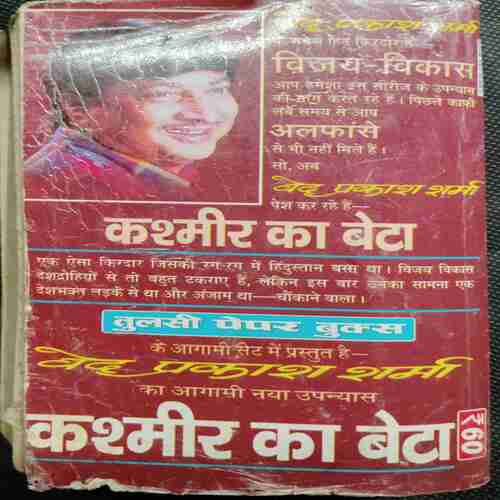 वेद प्रकाश शर्मा
के सबसे हिट किरदार हैं—
विजय-विकास
आप हमेशा इस सीरीज के उपन्यास
की मांग करते रहे हैं। पिछले काफी
लंबे समय से आप
अलफांसे
से भी नहीं मिले हैं।
सो, अब
वेद प्रकाश शर्मा
पेश कर रहे हैं—
कश्मीर का बेटा
एक ऐसा किरदार जिसकी रग-रग में हिंदुस्तान बसा था। विजय विकास
देशद्रोहियों से तो बहुत टकराए हैं, लेकिन इस बार उनका सामना एक
देशभक्त लड़के से था और अंजाम था— चौंकाने वाला।
तुलसी पेपर बुक्स
के आगामी सैट में प्रस्तुत है—
वेद प्रकाश शर्मा
का आगामी नया उपन्यास
कश्मीर का बेटा
₹60